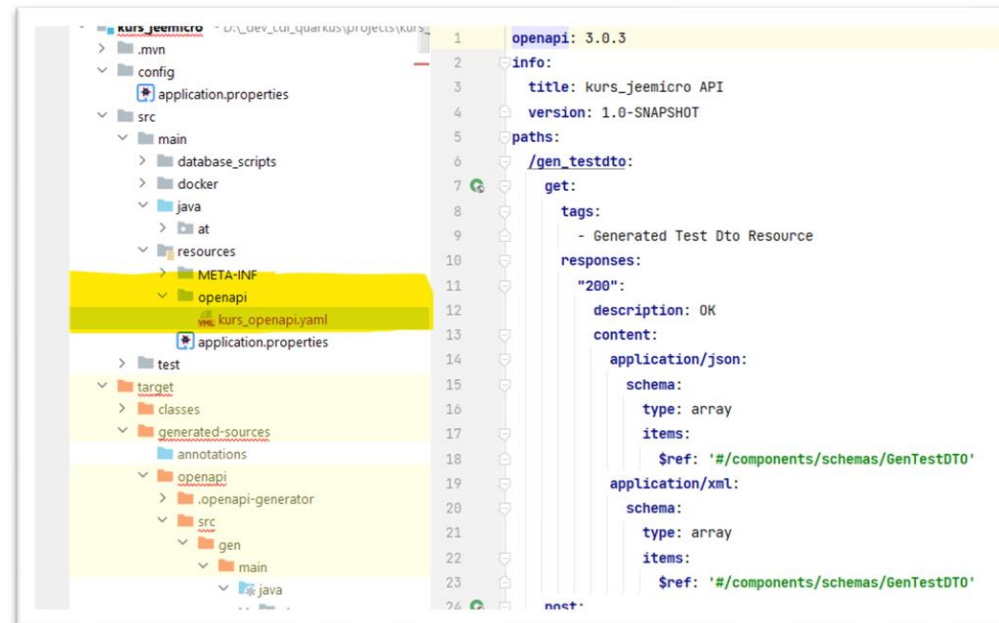 kurs_jeemicro - D:\_dev_cdi_quarkus\projects\kurs_
.mvn
config
application.properties
src
main
database_scripts
docker
java
at
resources
META-INF
openapi
kurs_openapi.yaml
application.properties
test
target
classes
generated-sources
annotations
openapi
.openapi-generator
src
gen
main
java
1 openapi: 3.0.3
2 info:
3 title: kurs_jeemicro API
4 version: 1.0-SNAPSHOT
5 paths:
6 /gen_testdto:
7 get:
8 tags:
9 - Generated Test Dto Resource
10 responses:
11 "200":
12 description: OK
13 content:
14 application/json:
15 schema:
16 type: array
17 items:
18 $ref: '#/components/schemas/GenTestDTO'
19 application/xml:
20 schema:
21 type: array
22 items:
23 $ref: '#/components/schemas/GenTestDTO'
24 post: